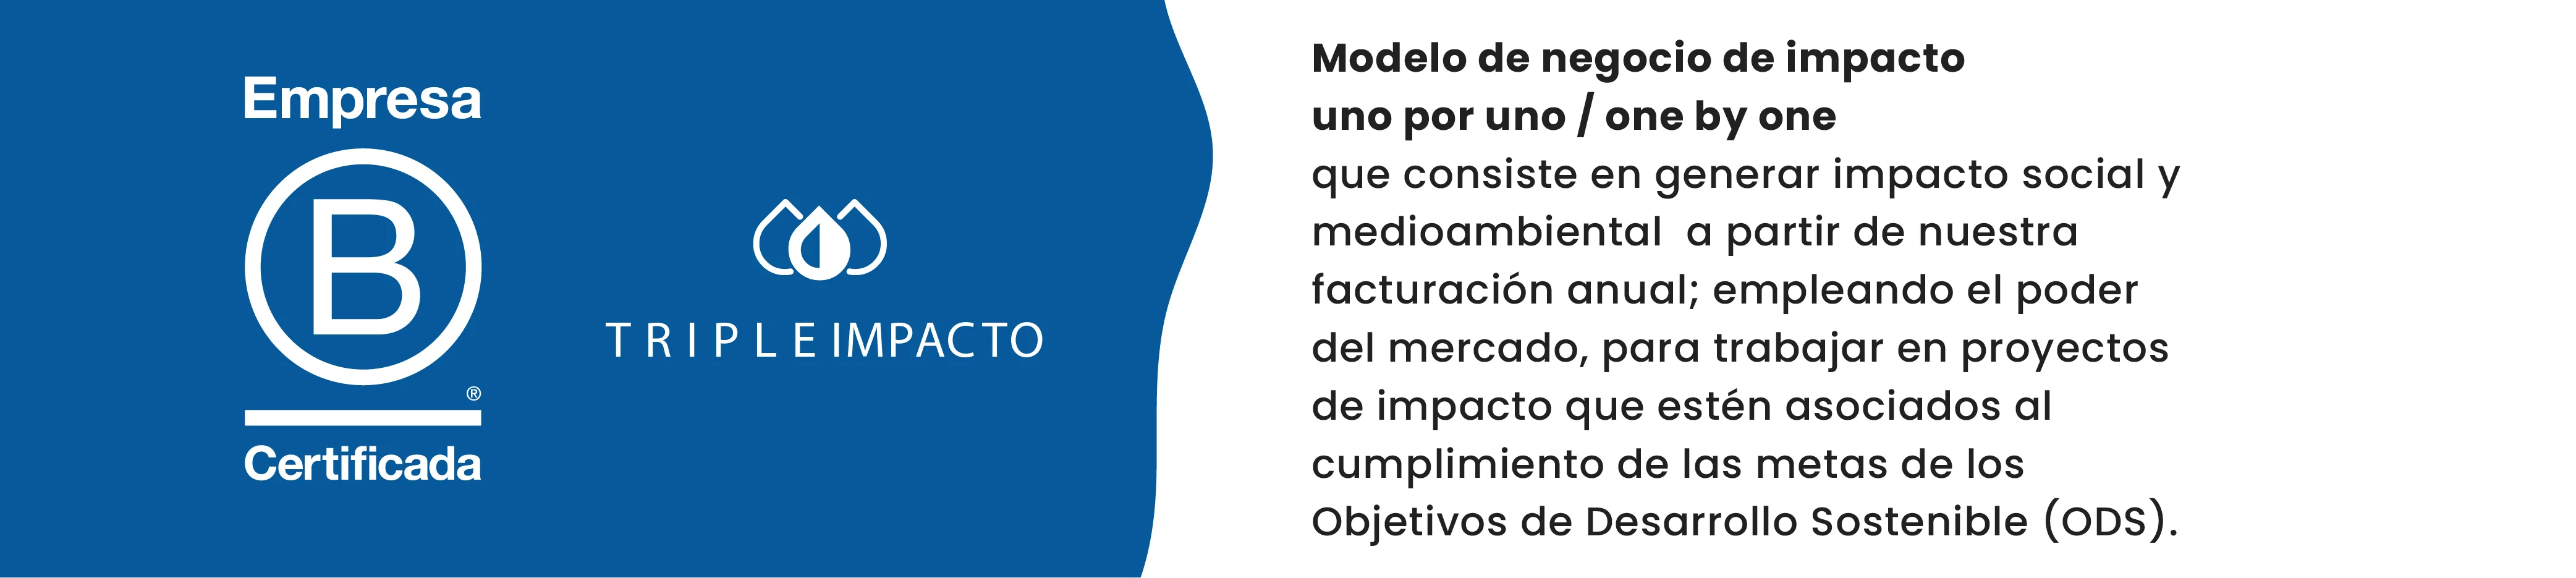 Empresa
B
®
Certificada
TRIPLE IMPACTO
Modelo de negocio de impacto
uno por uno / one by one
que consiste en generar impacto social y
medioambiental  a partir de nuestra
facturación anual; empleando el poder
del mercado, para trabajar en proyectos
de impacto que estén asociados al
cumplimiento de las metas de los
Objetivos de Desarrollo Sostenible (ODS).